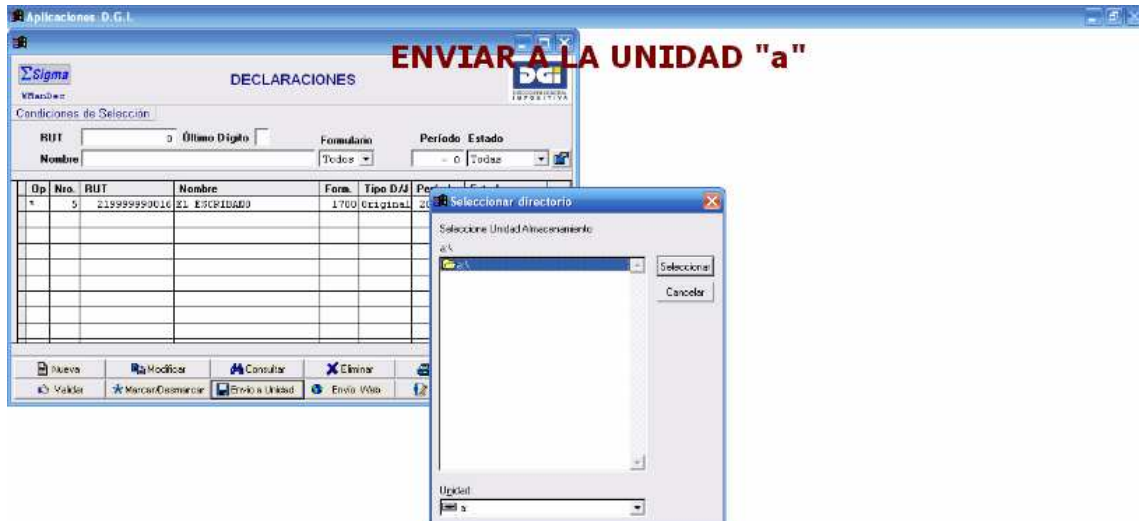 Aplicaciones D.G.I.
ENVIAR A LA UNIDAD "a"
ΣSigma
DECLARACIONES
DGI
Condiciones de Selección
RUT 0 Último Dígito Formulario Período Estado
Nombre Todos - 0 Todas
Op Nro. RUT Nombre Form. Tipo D/J
* 5 219999990016 EL ESCRIBANO 1700 Original 20
Seleccionar directorio
Seleccione Unidad Almacenamiento
a:\
a:\
Seleccionar
Cancelar
Nueva Modificar Consultar Eliminar
Validar Marcar/Desmarcar Envío a Unidad Envío Web
Unidad:
a: